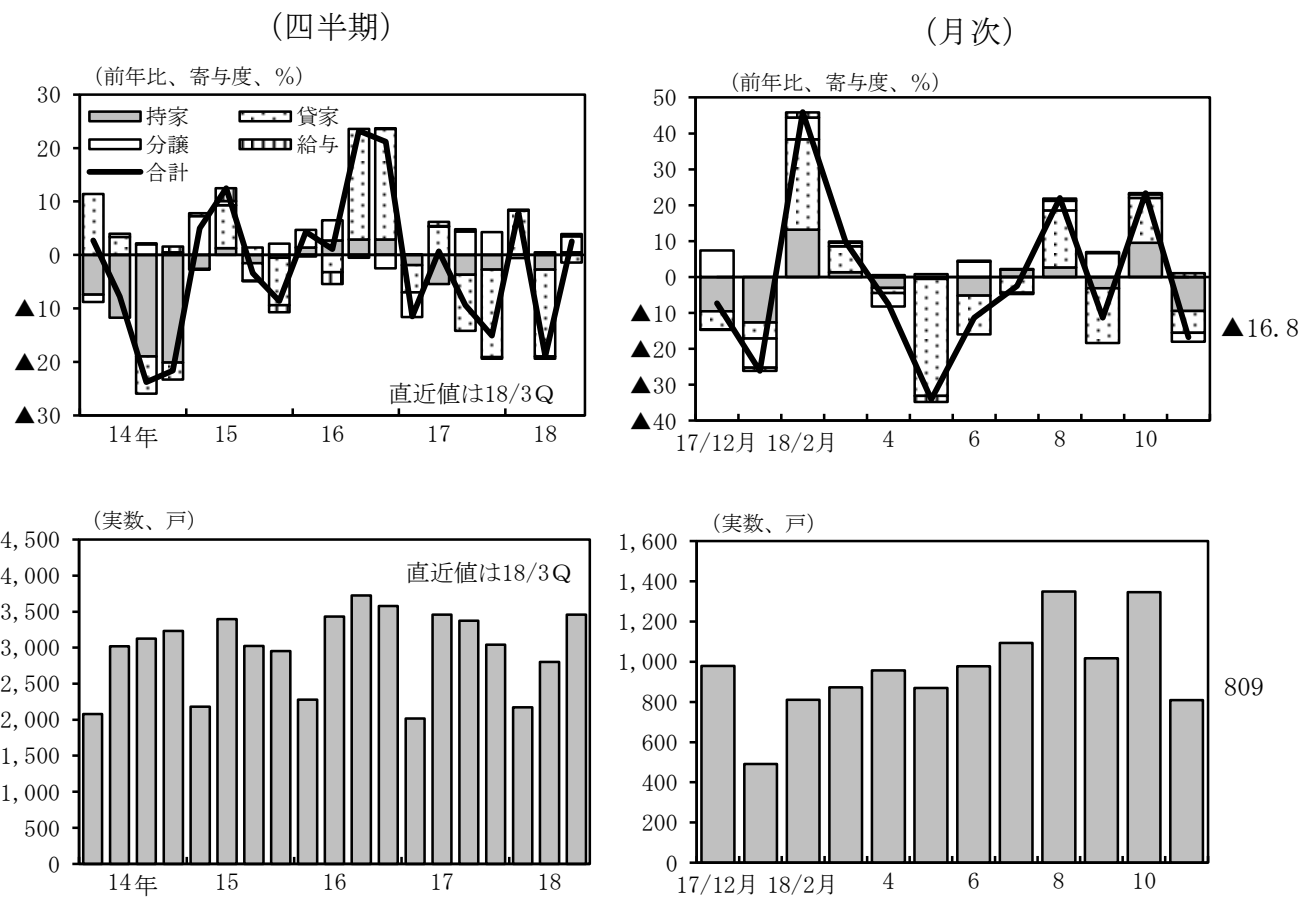 (四半期)
(前年比、寄与度、%)
持家
貸家
分譲
給与
合計
30
20
10
0
▲10
▲20
▲30
直近値は18/3Q
14年 15 16 17 18
(月次)
(前年比、寄与度、%)
50
40
30
20
10
0
▲10
▲20
▲30
▲40
▲16.8
17/12月 18/2月 4 6 8 10
(実数、戸)
4,500
4,000
3,500
3,000
2,500
2,000
1,500
1,000
500
0
直近値は18/3Q
14年 15 16 17 18
(実数、戸)
1,600
1,400
1,200
1,000
800
600
400
200
0
809
17/12月 18/2月 4 6 8 10